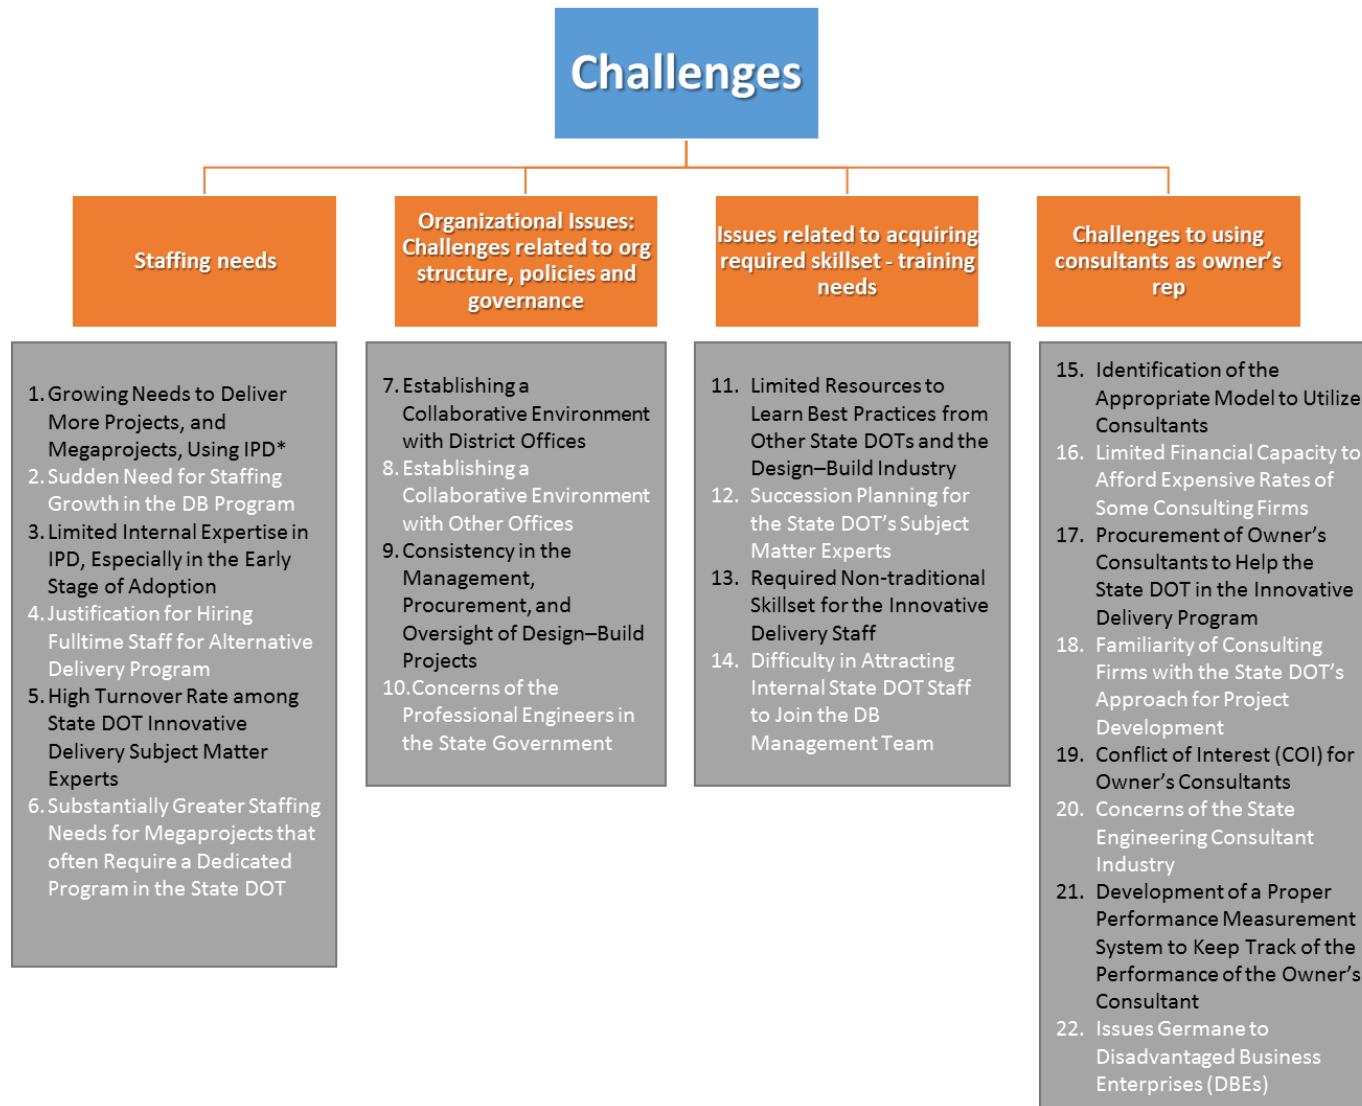 Challenges
Staffing needs
Organizational Issues:
Challenges related to org
structure, policies and
governance
Issues related to acquiring
required skillset - training
needs
Challenges to using
consultants as owner's
rep
1. Growing Needs to Deliver
More Projects, and
Megaprojects, Using IPD*
2. Sudden Need for Staffing
Growth in the DB Program
3. Limited Internal Expertise in
IPD, Especially in the Early
Stage of Adoption
4. Justification for Hiring
Fulltime Staff for Alternative
Delivery Program
5. High Turnover Rate among
State DOT Innovative
Delivery Subject Matter
Experts
6. Substantially Greater Staffing
Needs for Megaprojects that
often Require a Dedicated
Program in the State DOT
7. Establishing a
Collaborative Environment
with District Offices
8. Establishing a
Collaborative Environment
with Other Offices
9. Consistency in the
Management,
Procurement, and
Oversight of Design–Build
Projects
10. Concerns of the
Professional Engineers in
the State Government
11. Limited Resources to
Learn Best Practices from
Other State DOTs and the
Design–Build Industry
12. Succession Planning for
the State DOT's Subject
Matter Experts
13. Required Non-traditional
Skillset for the Innovative
Delivery Staff
14. Difficulty in Attracting
Internal State DOT Staff
to Join the DB
Management Team
15. Identification of the
Appropriate Model to Utilize
Consultants
16. Limited Financial Capacity to
Afford Expensive Rates of
Some Consulting Firms
17. Procurement of Owner's
Consultants to Help the
State DOT in the Innovative
Delivery Program
18. Familiarity of Consulting
Firms with the State DOT's
Approach for Project
Development
19. Conflict of Interest (COI) for
Owner's Consultants
20. Concerns of the State
Engineering Consultant
Industry
21. Development of a Proper
Performance Measurement
System to Keep Track of the
Performance of the Owner's
Consultant
22. Issues Germane to
Disadvantaged Business
Enterprises (DBEs)